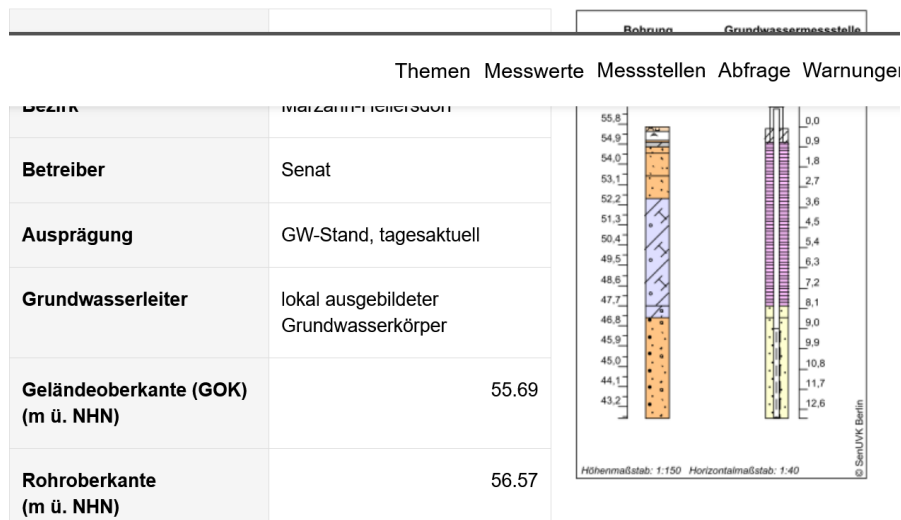 Bohrung Grundwassermessstelle
Themen Messwerte Messstellen Abfrage Warnungen
Bezirk Marzahn-Hellersdorf
Betreiber Senat
Ausprägung GW-Stand, tagesaktuell
Grundwasserleiter lokal ausgebildeter
Grundwasserkörper
Geländeoberkante (GOK)
(m ü. NHN)
55.69
Rohroberkante
(m ü. NHN)
56.57
55,8
54,9
54,0
53,1
52,2
51,3
50,4
49,5
48,6
47,7
46,8
45,9
45,0
44,1
43,2
0,0
0,9
1,8
2,7
3,6
4,5
5,4
6,3
7,2
8,1
9,0
9,9
10,8
11,7
12,6
Höhenmaßstab: 1:150 Horizontalmaßstab: 1:40
© SenUVK Berlin